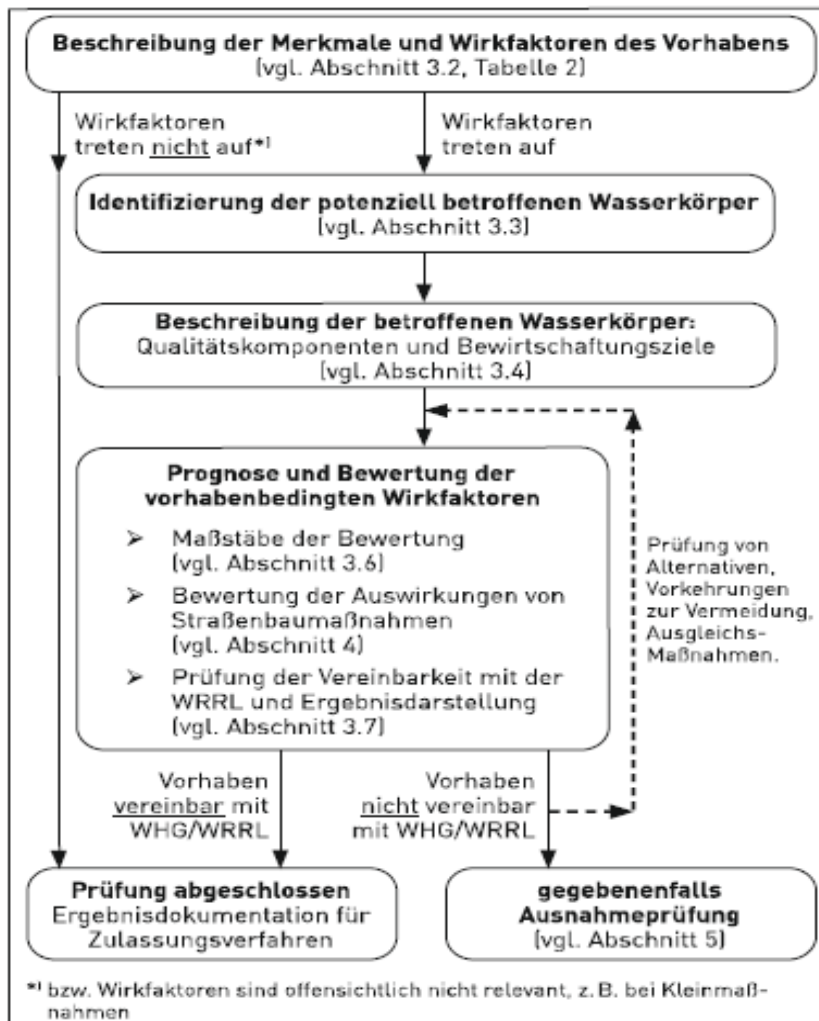 Beschreibung der Merkmale und Wirkfaktoren des Vorhabens
(vgl. Abschnitt 3.2, Tabelle 2)
Wirkfaktoren
treten nicht auf*)
Wirkfaktoren
treten auf
Identifizierung der potenziell betroffenen Wasserkörper
(vgl. Abschnitt 3.3)
Beschreibung der betroffenen Wasserkörper:
Qualitätskomponenten und Bewirtschaftungsziele
(vgl. Abschnitt 3.4)
Prognose und Bewertung der
vorhabenbedingten Wirkfaktoren
➢ Maßstäbe der Bewertung
(vgl. Abschnitt 3.6)
➢ Bewertung der Auswirkungen von
Straßenbaumaßnahmen
(vgl. Abschnitt 4)
➢ Prüfung der Vereinbarkeit mit der
WRRL und Ergebnisdarstellung
(vgl. Abschnitt 3.7)
Prüfung von
Alternativen,
Vorkehrungen
zur Vermeidung,
Ausgleichs-
Maßnahmen.
Vorhaben
vereinbar mit
WHG/WRRL
Vorhaben
nicht vereinbar
mit WHG/WRRL
Prüfung abgeschlossen
Ergebnisdokumentation für
Zulassungsverfahren
gegebenenfalls
Ausnahmeprüfung
(vgl. Abschnitt 5)
*) bzw. Wirkfaktoren sind offensichtlich nicht relevant, z. B. bei Kleinmaß-
nahmen